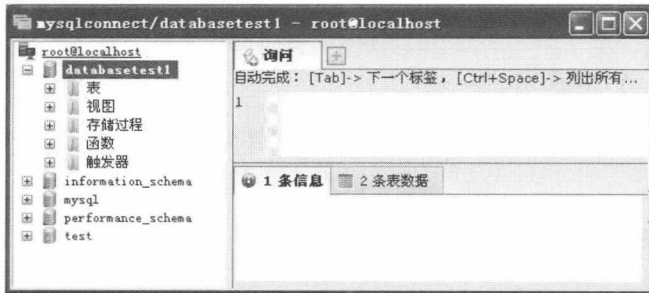 mysqlconnect/databasetest1 - root@localhost
root@localhost
databasetest1
表
视图
存储过程
函数
触发器
information_schema
mysql
performance_schema
test
询问
自动完成: [Tab]-> 下一个标签, [Ctrl+Space]-> 列出所有...
1
1 条信息
2 条表数据